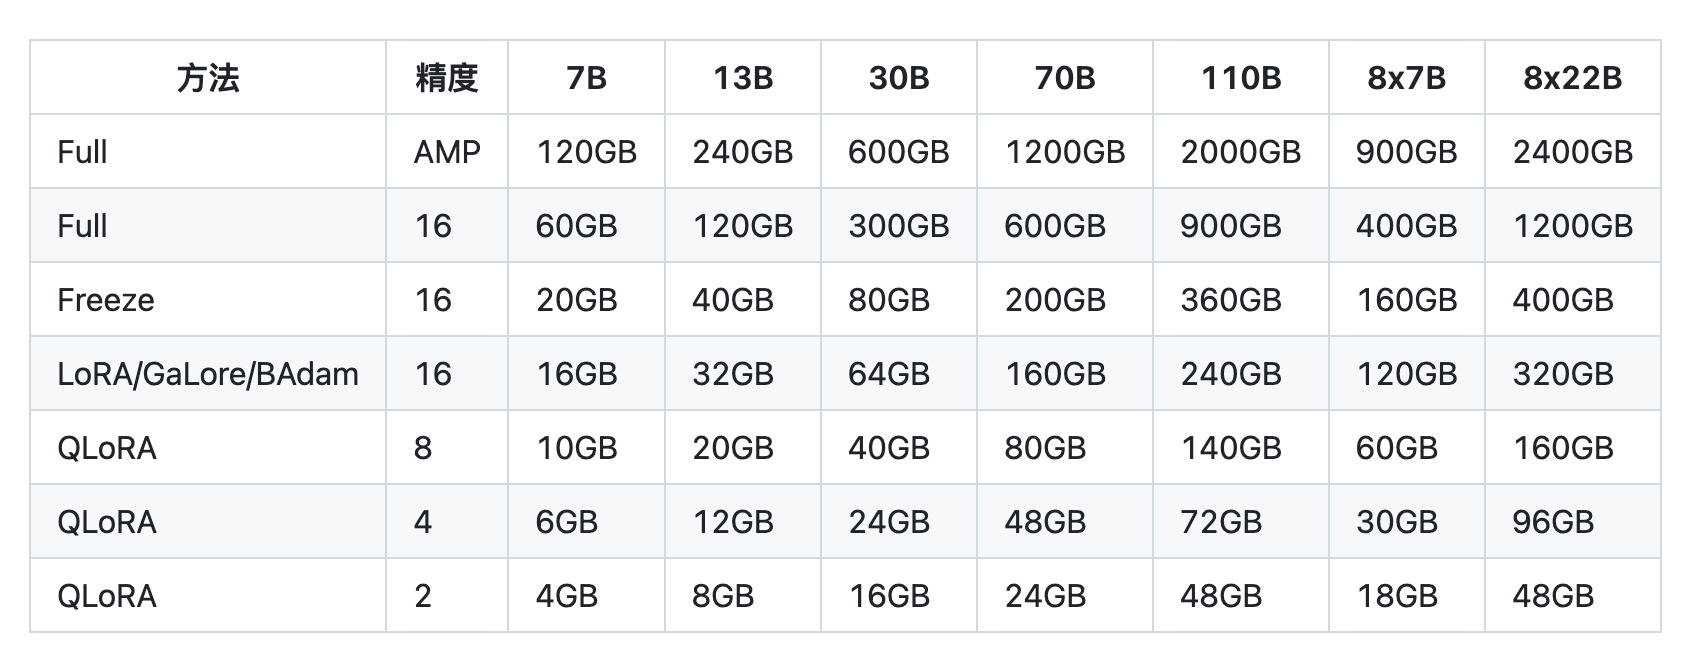 方法 精度 7B 13B 30B 70B 110B 8x7B 8x22B
Full AMP 120GB 240GB 600GB 1200GB 2000GB 900GB 2400GB
Full 16 60GB 120GB 300GB 600GB 900GB 400GB 1200GB
Freeze 16 20GB 40GB 80GB 200GB 360GB 160GB 400GB
LoRA/GaLore/BAdam 16 16GB 32GB 64GB 160GB 240GB 120GB 320GB
QLoRA 8 10GB 20GB 40GB 80GB 140GB 60GB 160GB
QLoRA 4 6GB 12GB 24GB 48GB 72GB 30GB 96GB
QLoRA 2 4GB 8GB 16GB 24GB 48GB 18GB 48GB